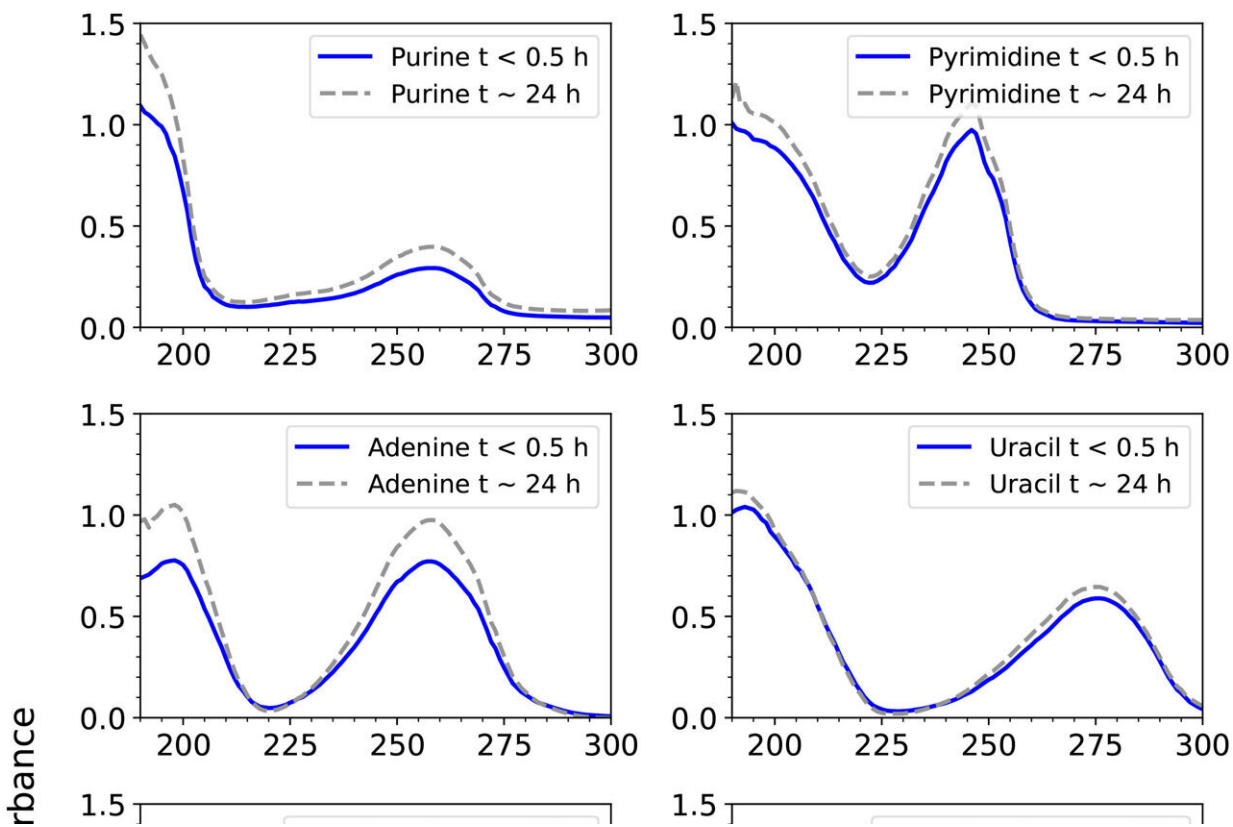 1.5
1.0
0.5
0.0
200 225 250 275 300
Purine t < 0.5 h
Purine t ~ 24 h
1.5
1.0
0.5
0.0
200 225 250 275 300
Pyrimidine t < 0.5 h
Pyrimidine t ~ 24 h
1.5
1.0
0.5
0.0
200 225 250 275 300
Adenine t < 0.5 h
Adenine t ~ 24 h
1.5
1.0
0.5
0.0
200 225 250 275 300
Uracil t < 0.5 h
Uracil t ~ 24 h
rbance
1.5
1.5